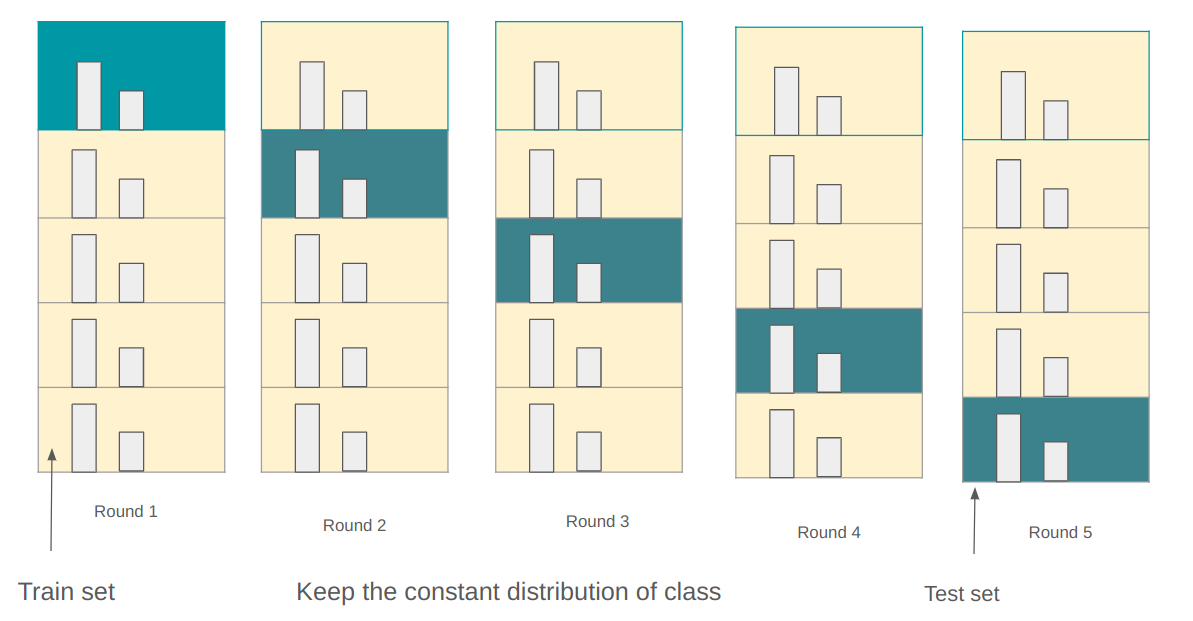 Round 1
Round 2
Round 3
Round 4
Round 5
Train set
Keep the constant distribution of class
Test set